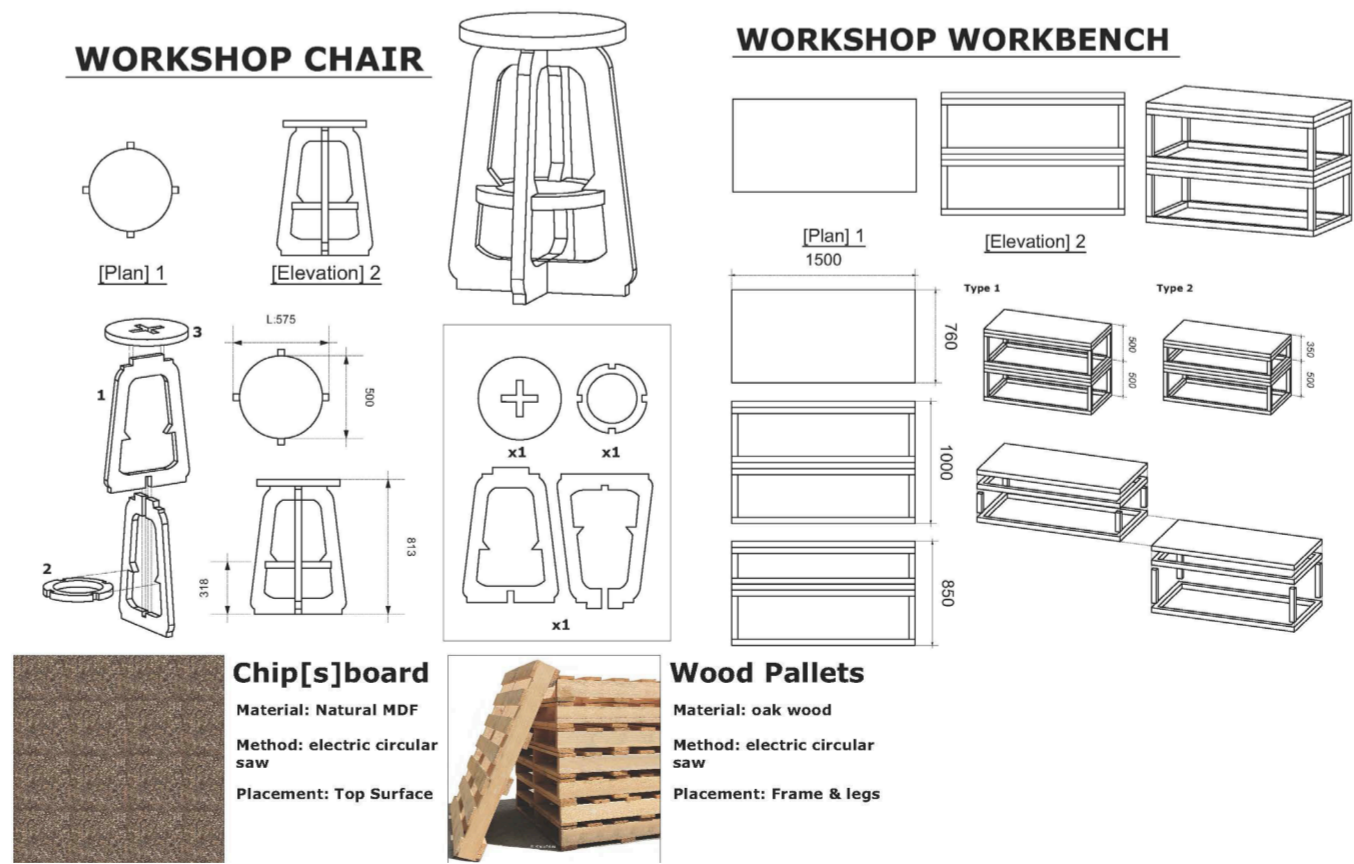 WORKSHOP CHAIR
[Plan] 1
[Elevation] 2
3
1
2
L:575
500
813
318
x1
x1
x1
WORKSHOP WORKBENCH
[Plan] 1
[Elevation] 2
1500
760
1000
850
Type 1
500
500
Type 2
350
500
Chip[s]board
Material: Natural MDF
Method: electric circular
saw
Placement: Top Surface
Wood Pallets
Material: oak wood
Method: electric circular
saw
Placement: Frame & legs